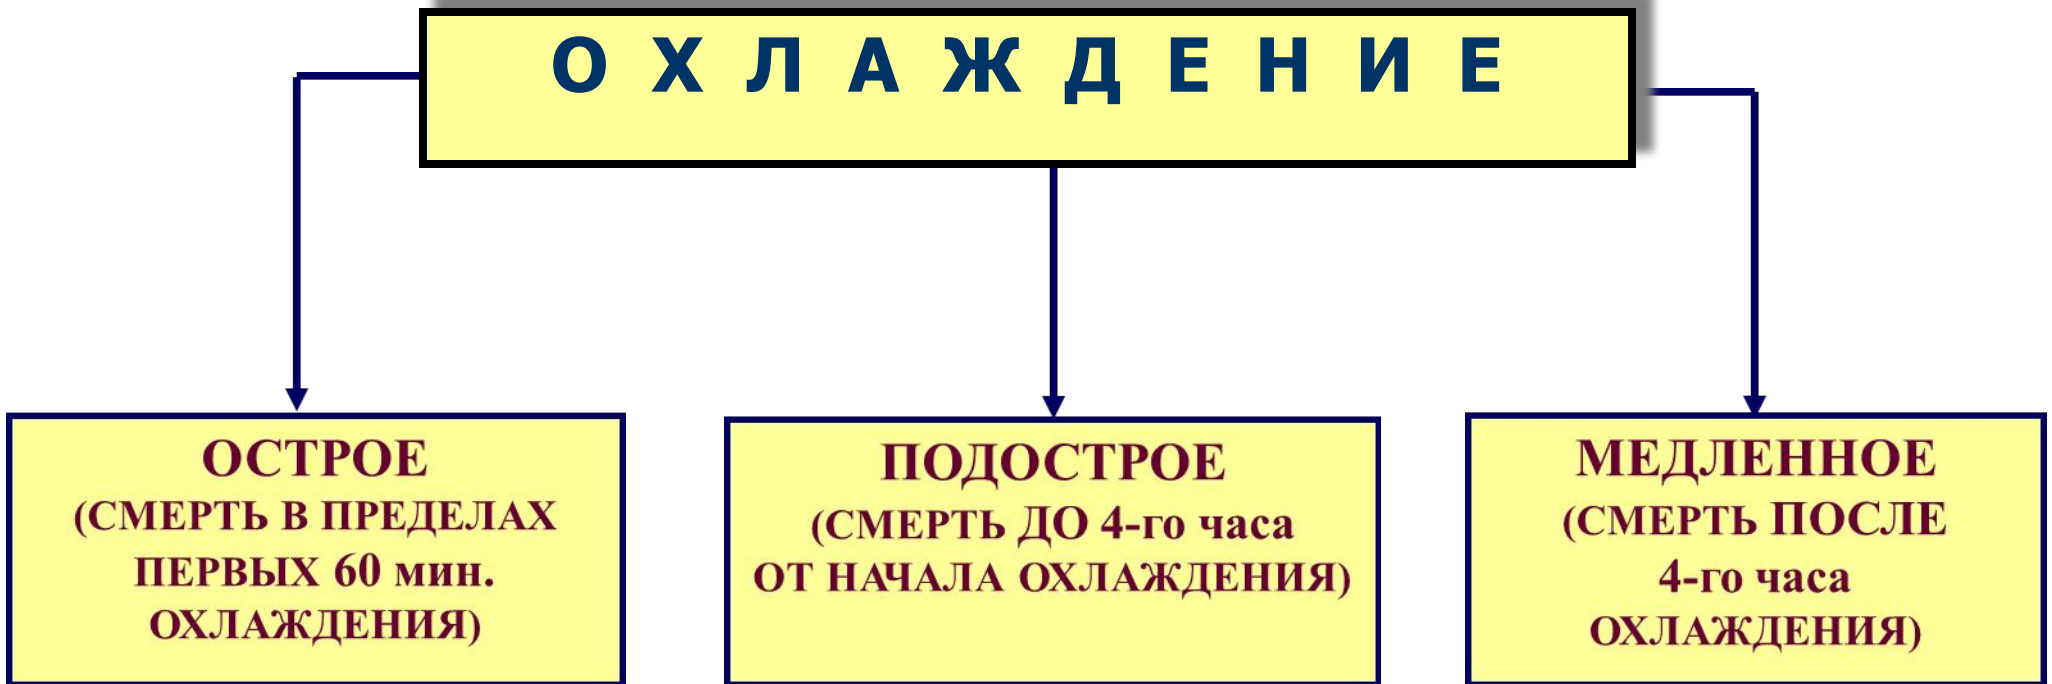 ОХЛАЖДЕНИЕ
ОСТРОЕ
(СМЕРТЬ В ПРЕДЕЛАХ
ПЕРВЫХ 60 мин.
ОХЛАЖДЕНИЯ)
ПОДОСТРОЕ
(СМЕРТЬ ДО 4-го часа
ОТ НАЧАЛА ОХЛАЖДЕНИЯ)
МЕДЛЕННОЕ
(СМЕРТЬ ПОСЛЕ
4-го часа
ОХЛАЖДЕНИЯ)